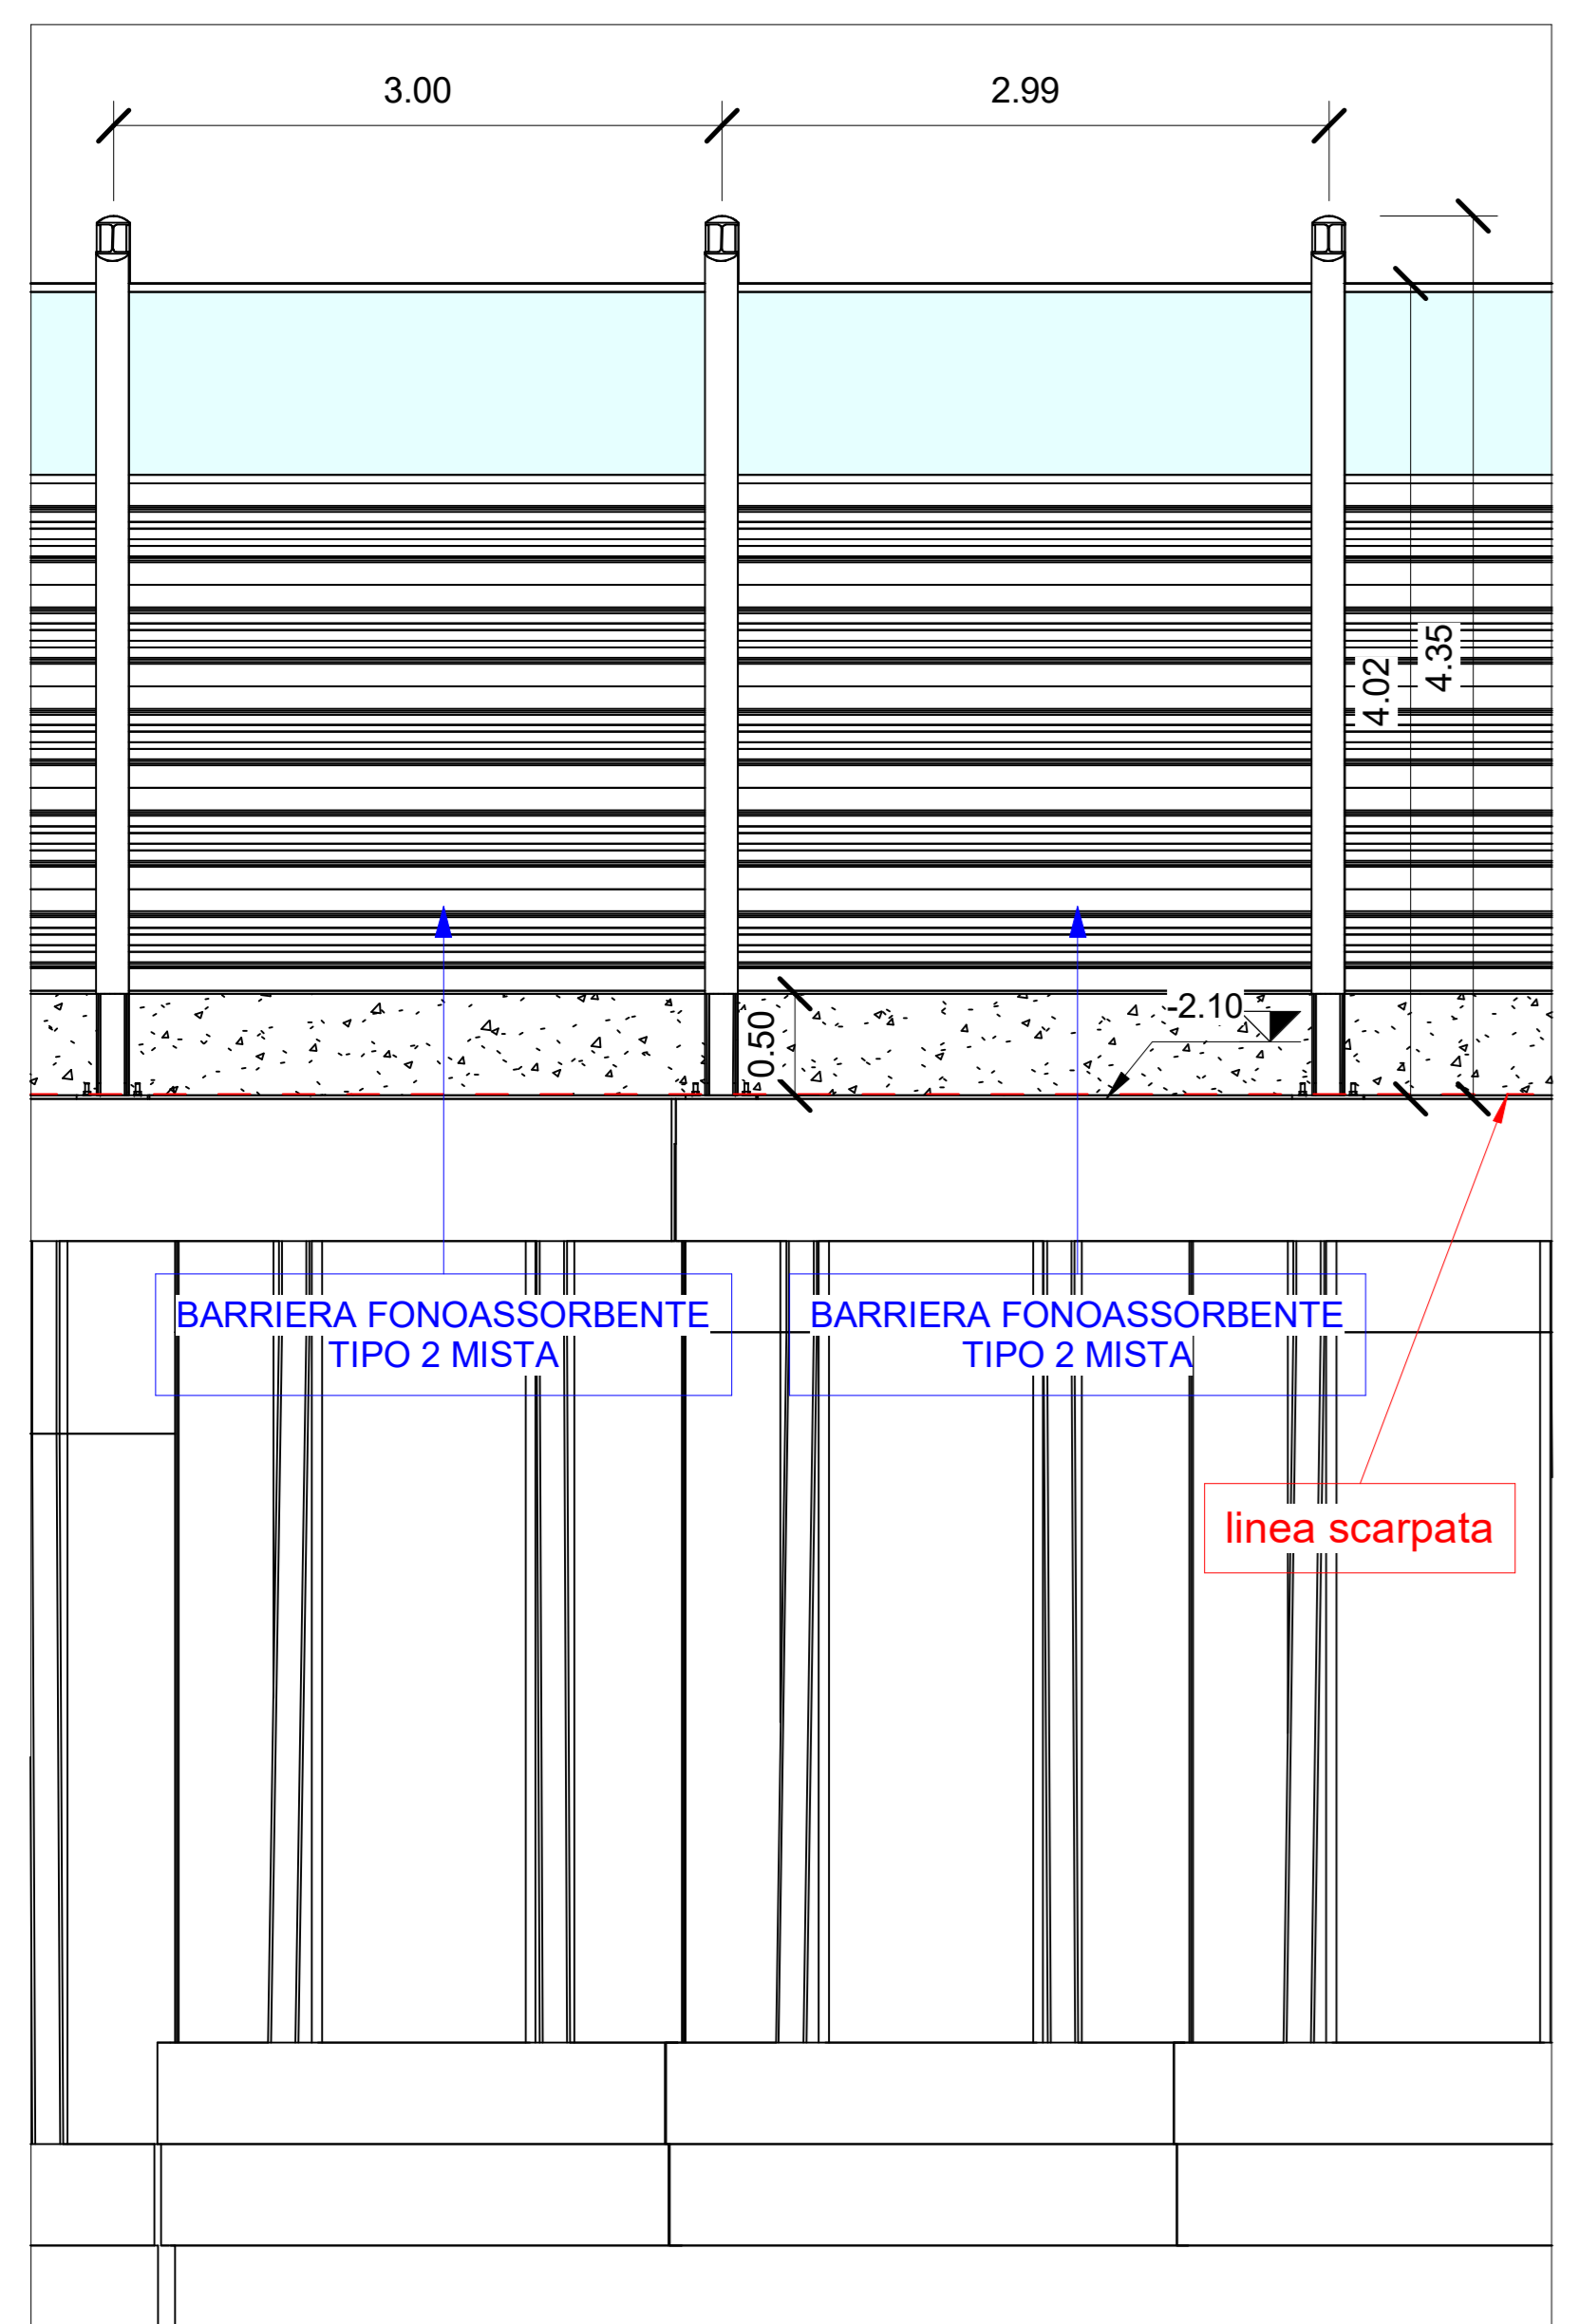 3.00
2.99
4.35
4.02
-2.10
0.50
BARRIERA FONOASSORBENTE
TIPO 2 MISTA
BARRIERA FONOASSORBENTE
TIPO 2 MISTA
linea scarpata